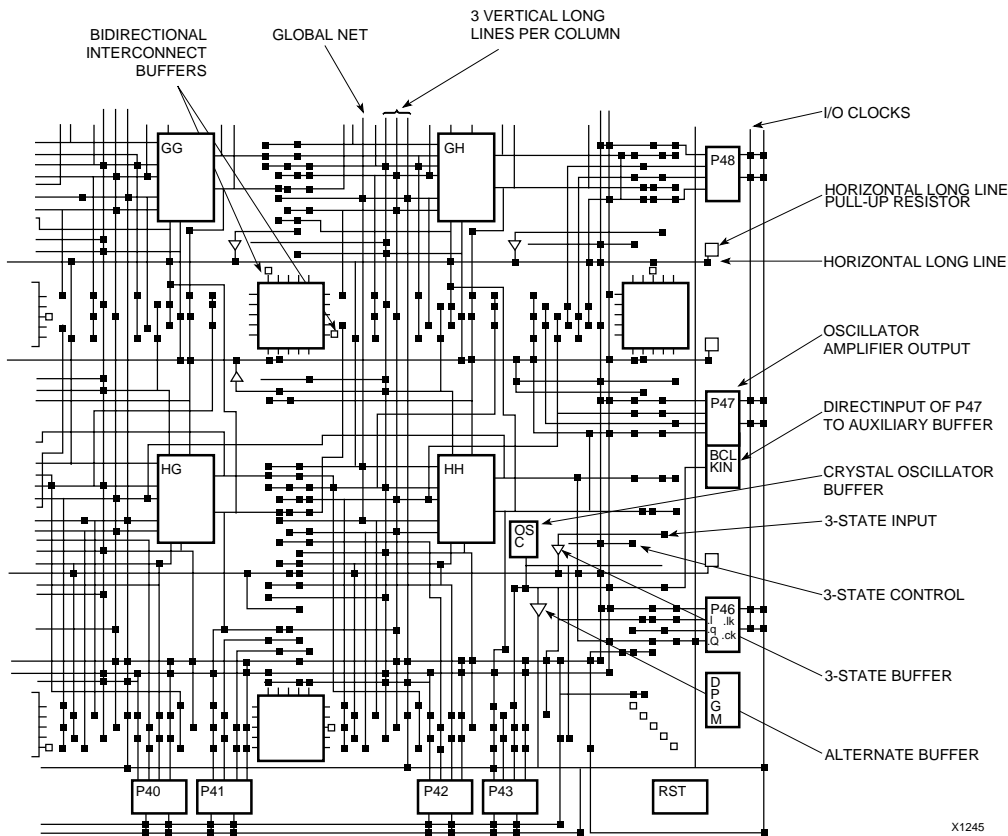 3 VERTICAL LONG
LINES PER COLUMN
GLOBAL NET
BIDIRECTIONAL
INTERCONNECT
BUFFERS
I/O CLOCKS
GG
GH
P48
HORIZONTAL LONG LINE
PULL-UP RESISTOR
HORIZONTAL LONG LINE
OSCILLATOR
AMPLIFIER OUTPUT
P47
DIRECTINPUT OF P47
TO AUXILIARY BUFFER
BCL
KIN
HG
HH
CRYSTAL OSCILLATOR
BUFFER
OS
C
3-STATE INPUT
3-STATE CONTROL
P46
.I
.lk
.q
.ck
.Q
3-STATE BUFFER
D
P
G
M
ALTERNATE BUFFER
P40
P41
P42
P43
RST
X1245